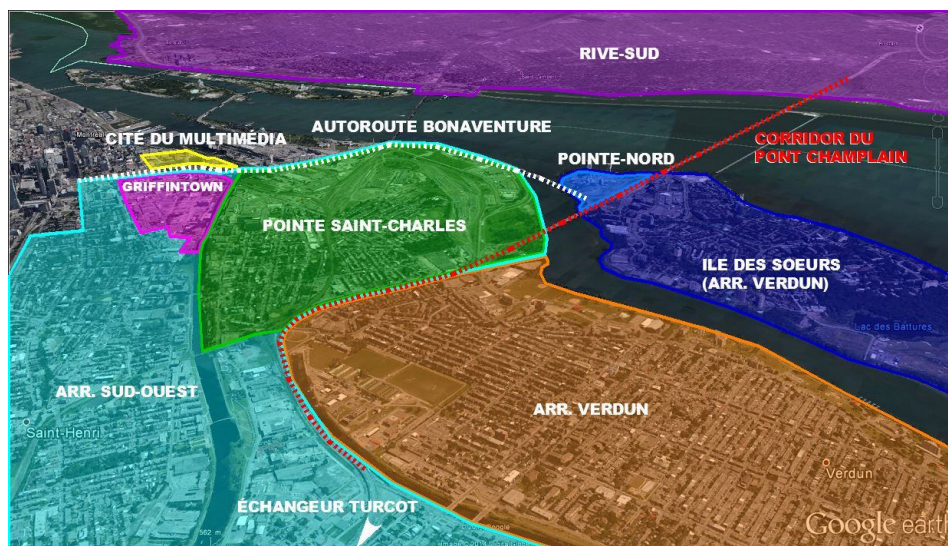 RIVE-SUD
AUTOROUTE BONAVENTURE
CITÉ DU MULTIMÉDIA
Montréal
CORRIDOR DU
PONT CHAMPLAIN
POINTE-NORD
GRIFFINTOWN
POINTE SAINT-CHARLES
ILE DES SOEURS
(ARR. VERDUN)
Lac des Battures
ARR. SUD-OUEST
ARR. VERDUN
Saint-Henri
Verdun
ÉCHANGEUR TURCOT
Google earth